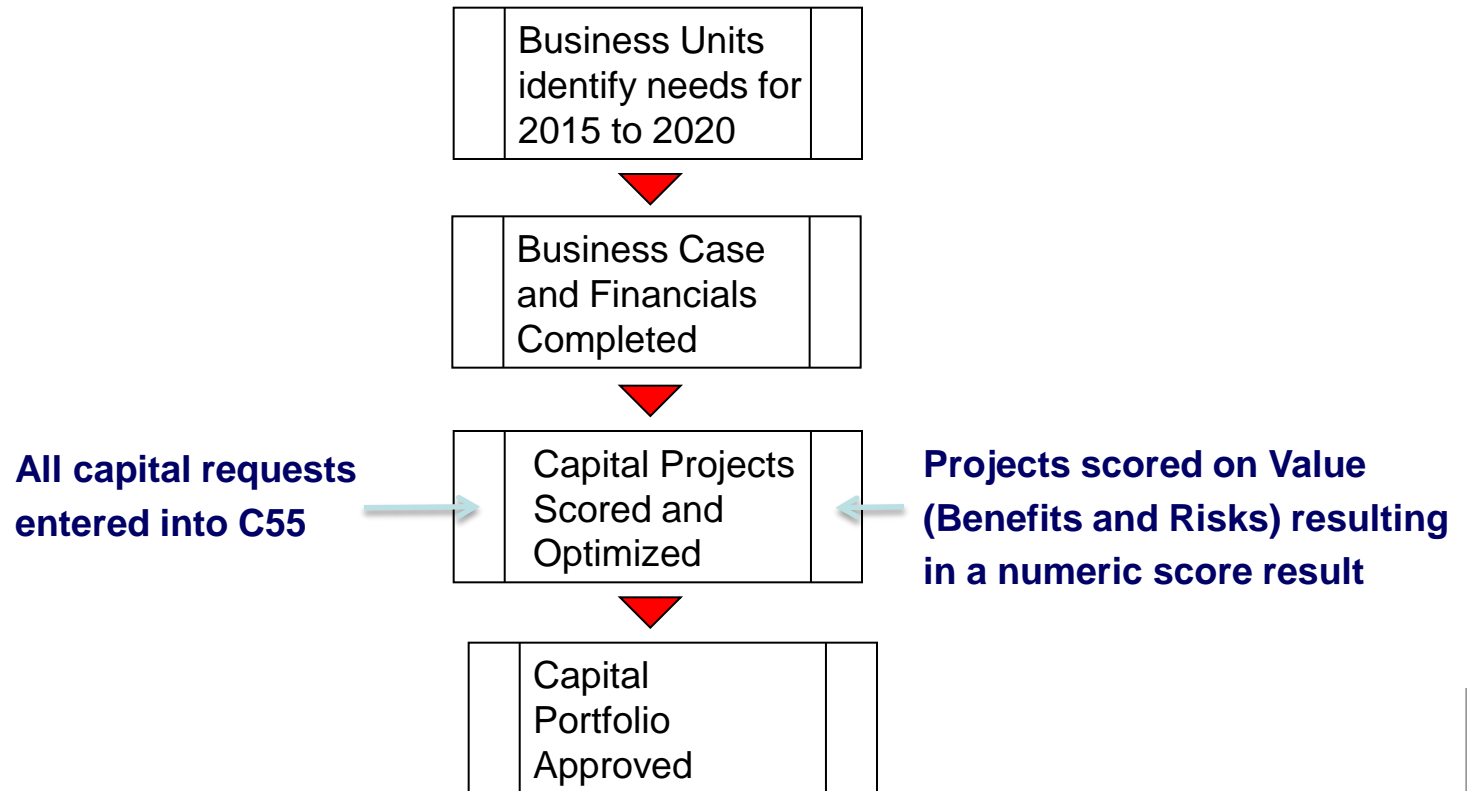 Business Units
identify needs for
2015 to 2020
Business Case
and Financials
Completed
All capital requests
entered into C55
Capital Projects
Scored and
Optimized
Projects scored on Value
(Benefits and Risks) resulting
in a numeric score result
Capital
Portfolio
Approved